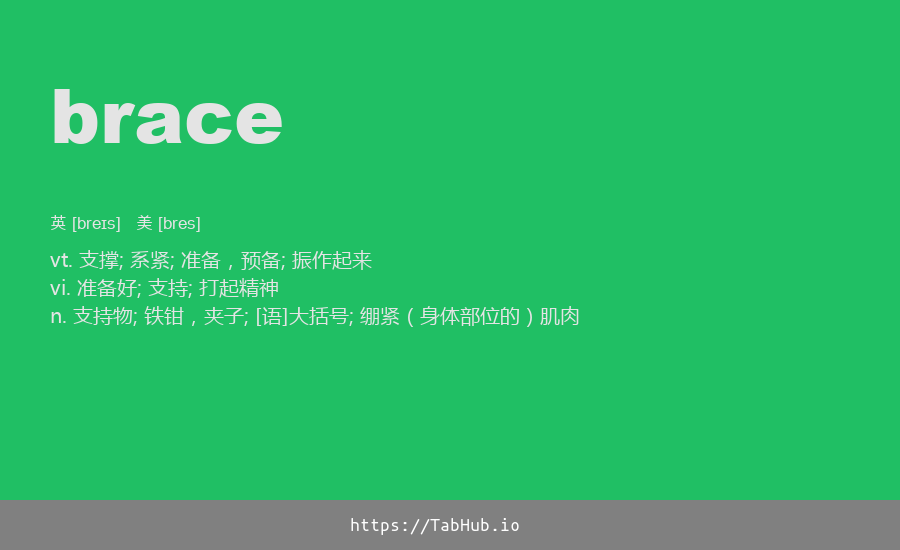 brace
英 [breɪs] 美 [bres]
vt. 支撑; 系紧; 准备，预备; 振作起来
vi. 准备好; 支持; 打起精神
n. 支持物; 铁钳，夹子; [语]大括号; 绷紧（身体部位的）肌肉
https://TabHub.io